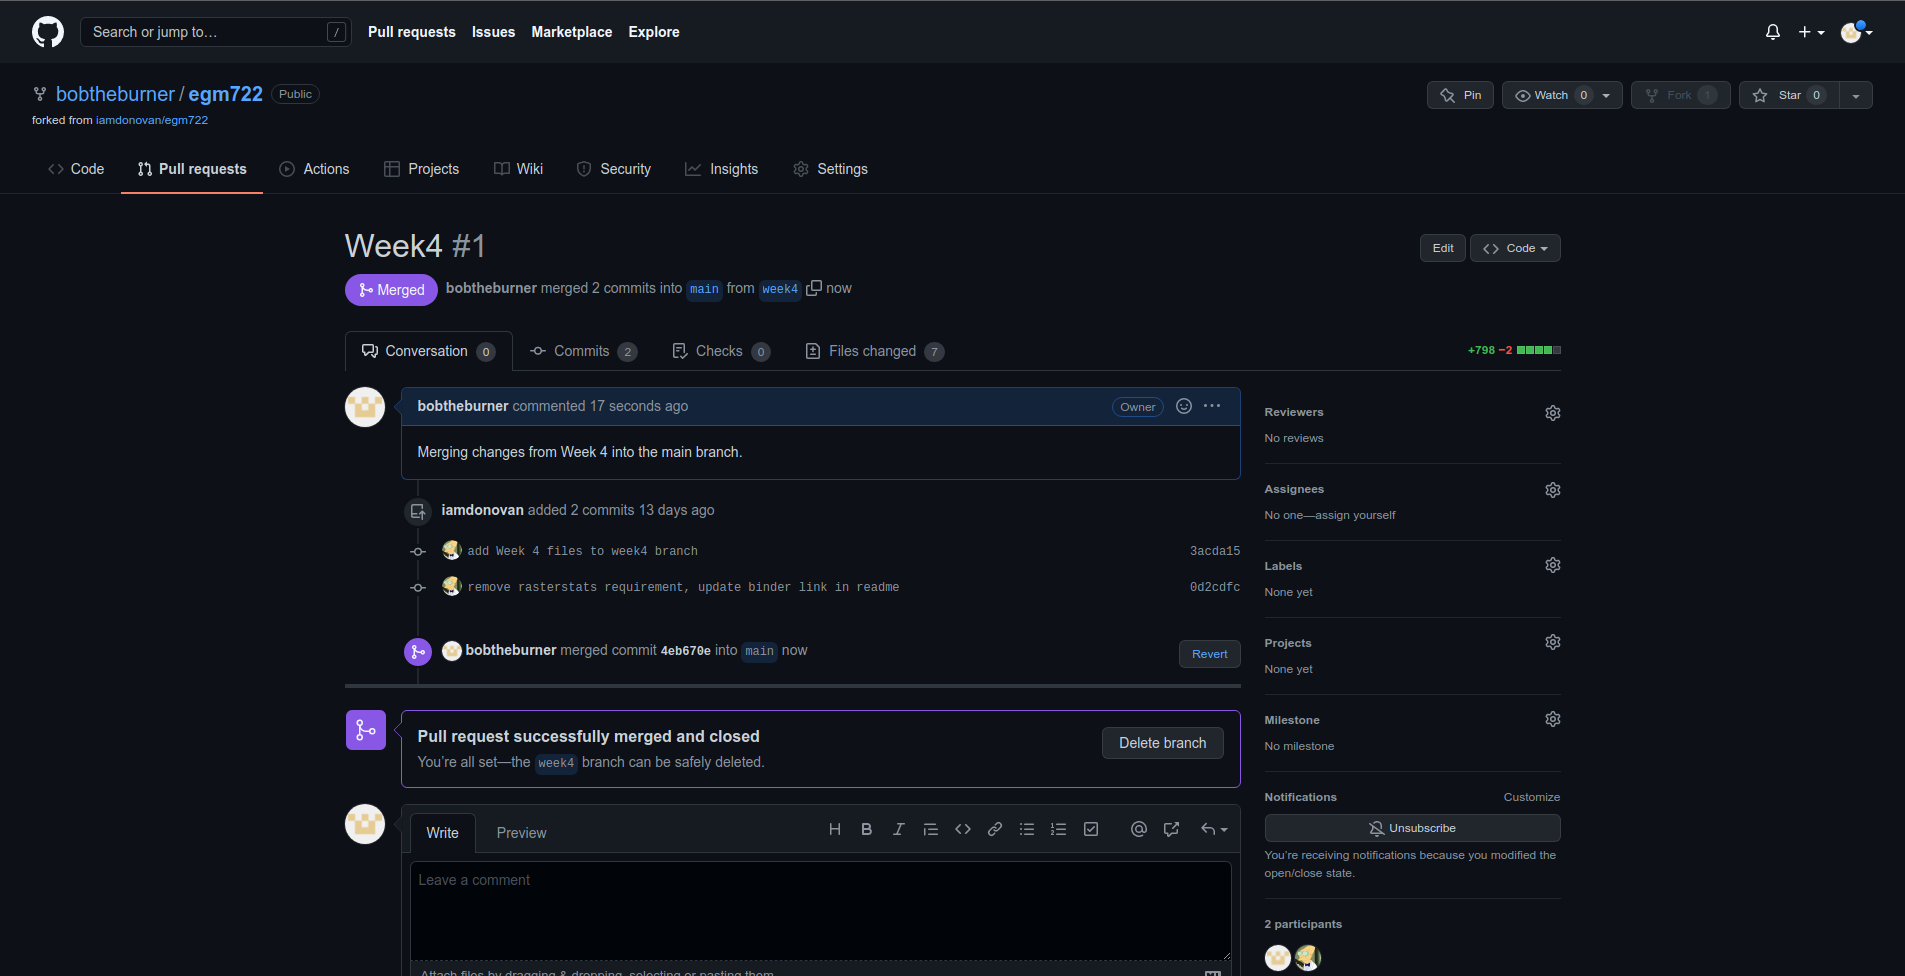 Search or jump to… /
Pull requests Issues Marketplace Explore
bobtheburner / egm722 Public
Pin Watch 0 Fork 1 Star 0
forked from iamdonovan/egm722
Code Pull requests Actions Projects Wiki Security Insights Settings
Week4 #1
Edit Code
Merged bobtheburner merged 2 commits into main from week4 now
Conversation 0 Commits 2 Checks 0 Files changed 7
+798 −2
bobtheburner commented 17 seconds ago Owner
Merging changes from Week 4 into the main branch.
iamdonovan added 2 commits 13 days ago
add Week 4 files to week4 branch 3acda15
remove rasterstats requirement, update binder link in readme 0d2cdfc
bobtheburner merged commit 4eb670e into main now Revert
Pull request successfully merged and closed
You're all set—the week4 branch can be safely deleted.
Delete branch
Write Preview
Leave a comment
Attach files by dragging & dropping, selecting or pasting them.
Reviewers
No reviews
Assignees
No one—assign yourself
Labels
None yet
Projects
None yet
Milestone
No milestone
Notifications Customize
Unsubscribe
You're receiving notifications because you modified the
open/close state.
2 participants